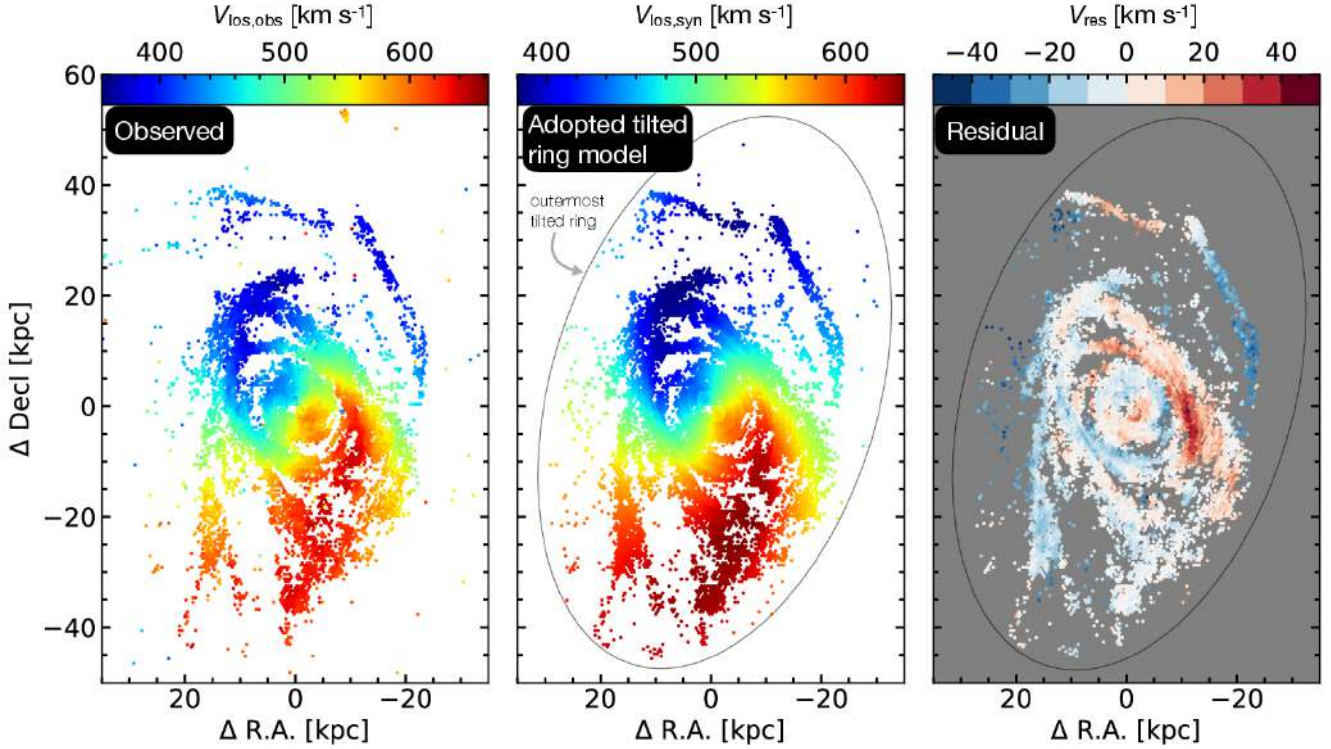 V_los,obs [km s⁻¹]
V_los,syn [km s⁻¹]
V_res [km s⁻¹]
400 500 600
400 500 600
−40 −20 0 20 40
60
40
20
0
−20
−40
Δ Decl [kpc]
Observed
Adopted tilted
ring model
outermost
tilted ring
Residual
20 0 −20
20 0 −20
20 0 −20
Δ R.A. [kpc]
Δ R.A. [kpc]
Δ R.A. [kpc]